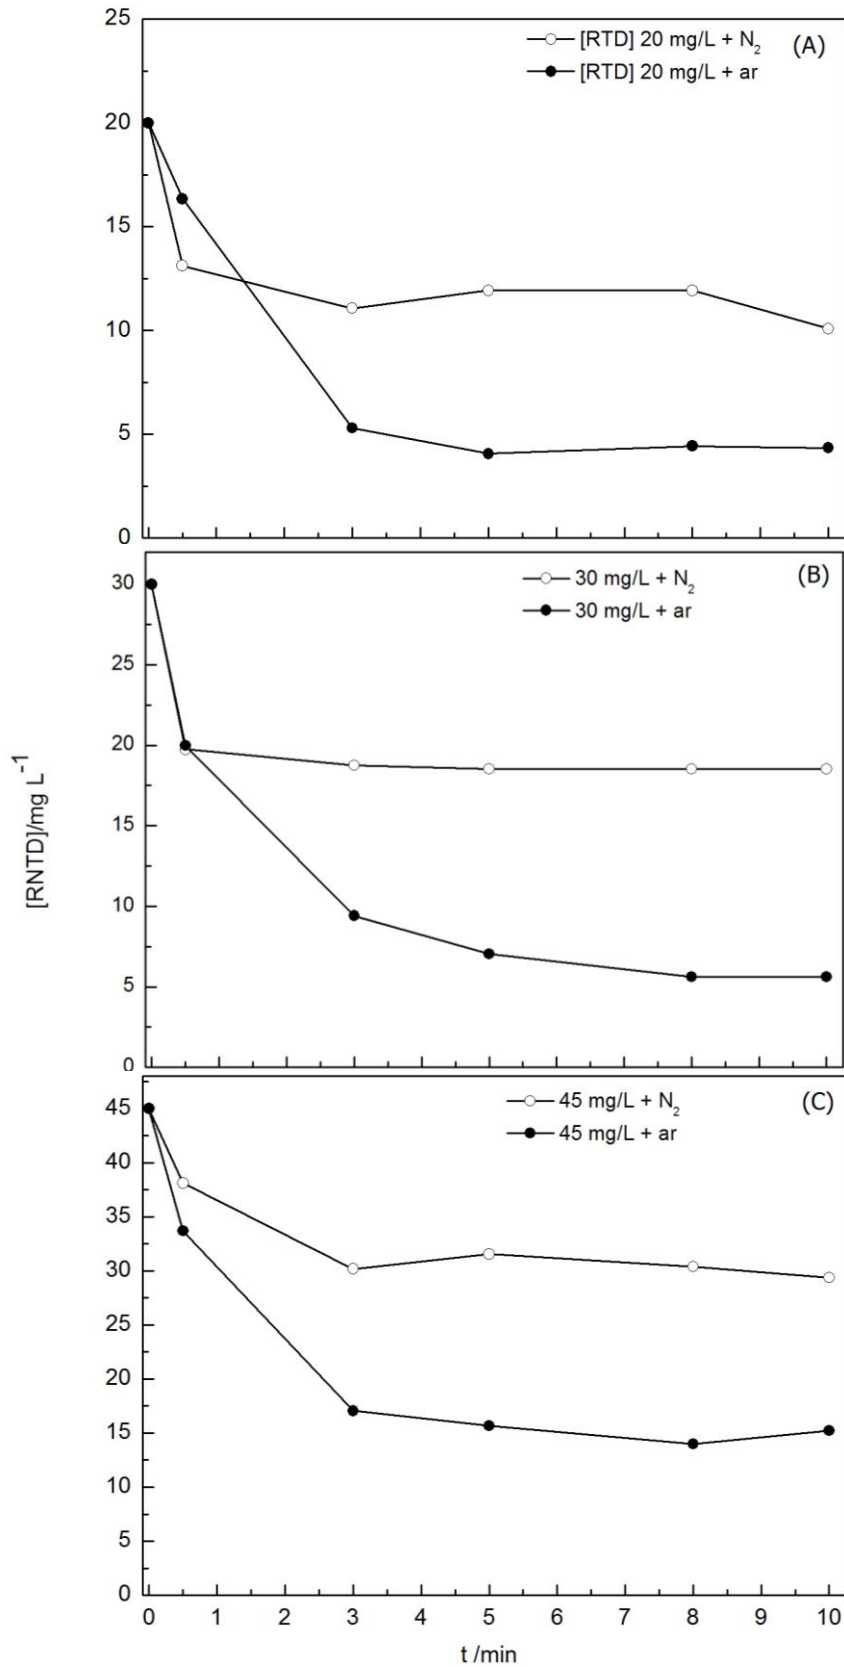 25
20
15
10
5
0
[RTD] 20 mg/L + N₂
[RTD] 20 mg/L + ar
(A)
30
25
20
15
10
5
0
30 mg/L + N₂
30 mg/L + ar
(B)
[RNTD]/mg L⁻¹
45
40
35
30
25
20
15
10
5
0
45 mg/L + N₂
45 mg/L + ar
(C)
0 1 2 3 4 5 6 7 8 9 10
t /min